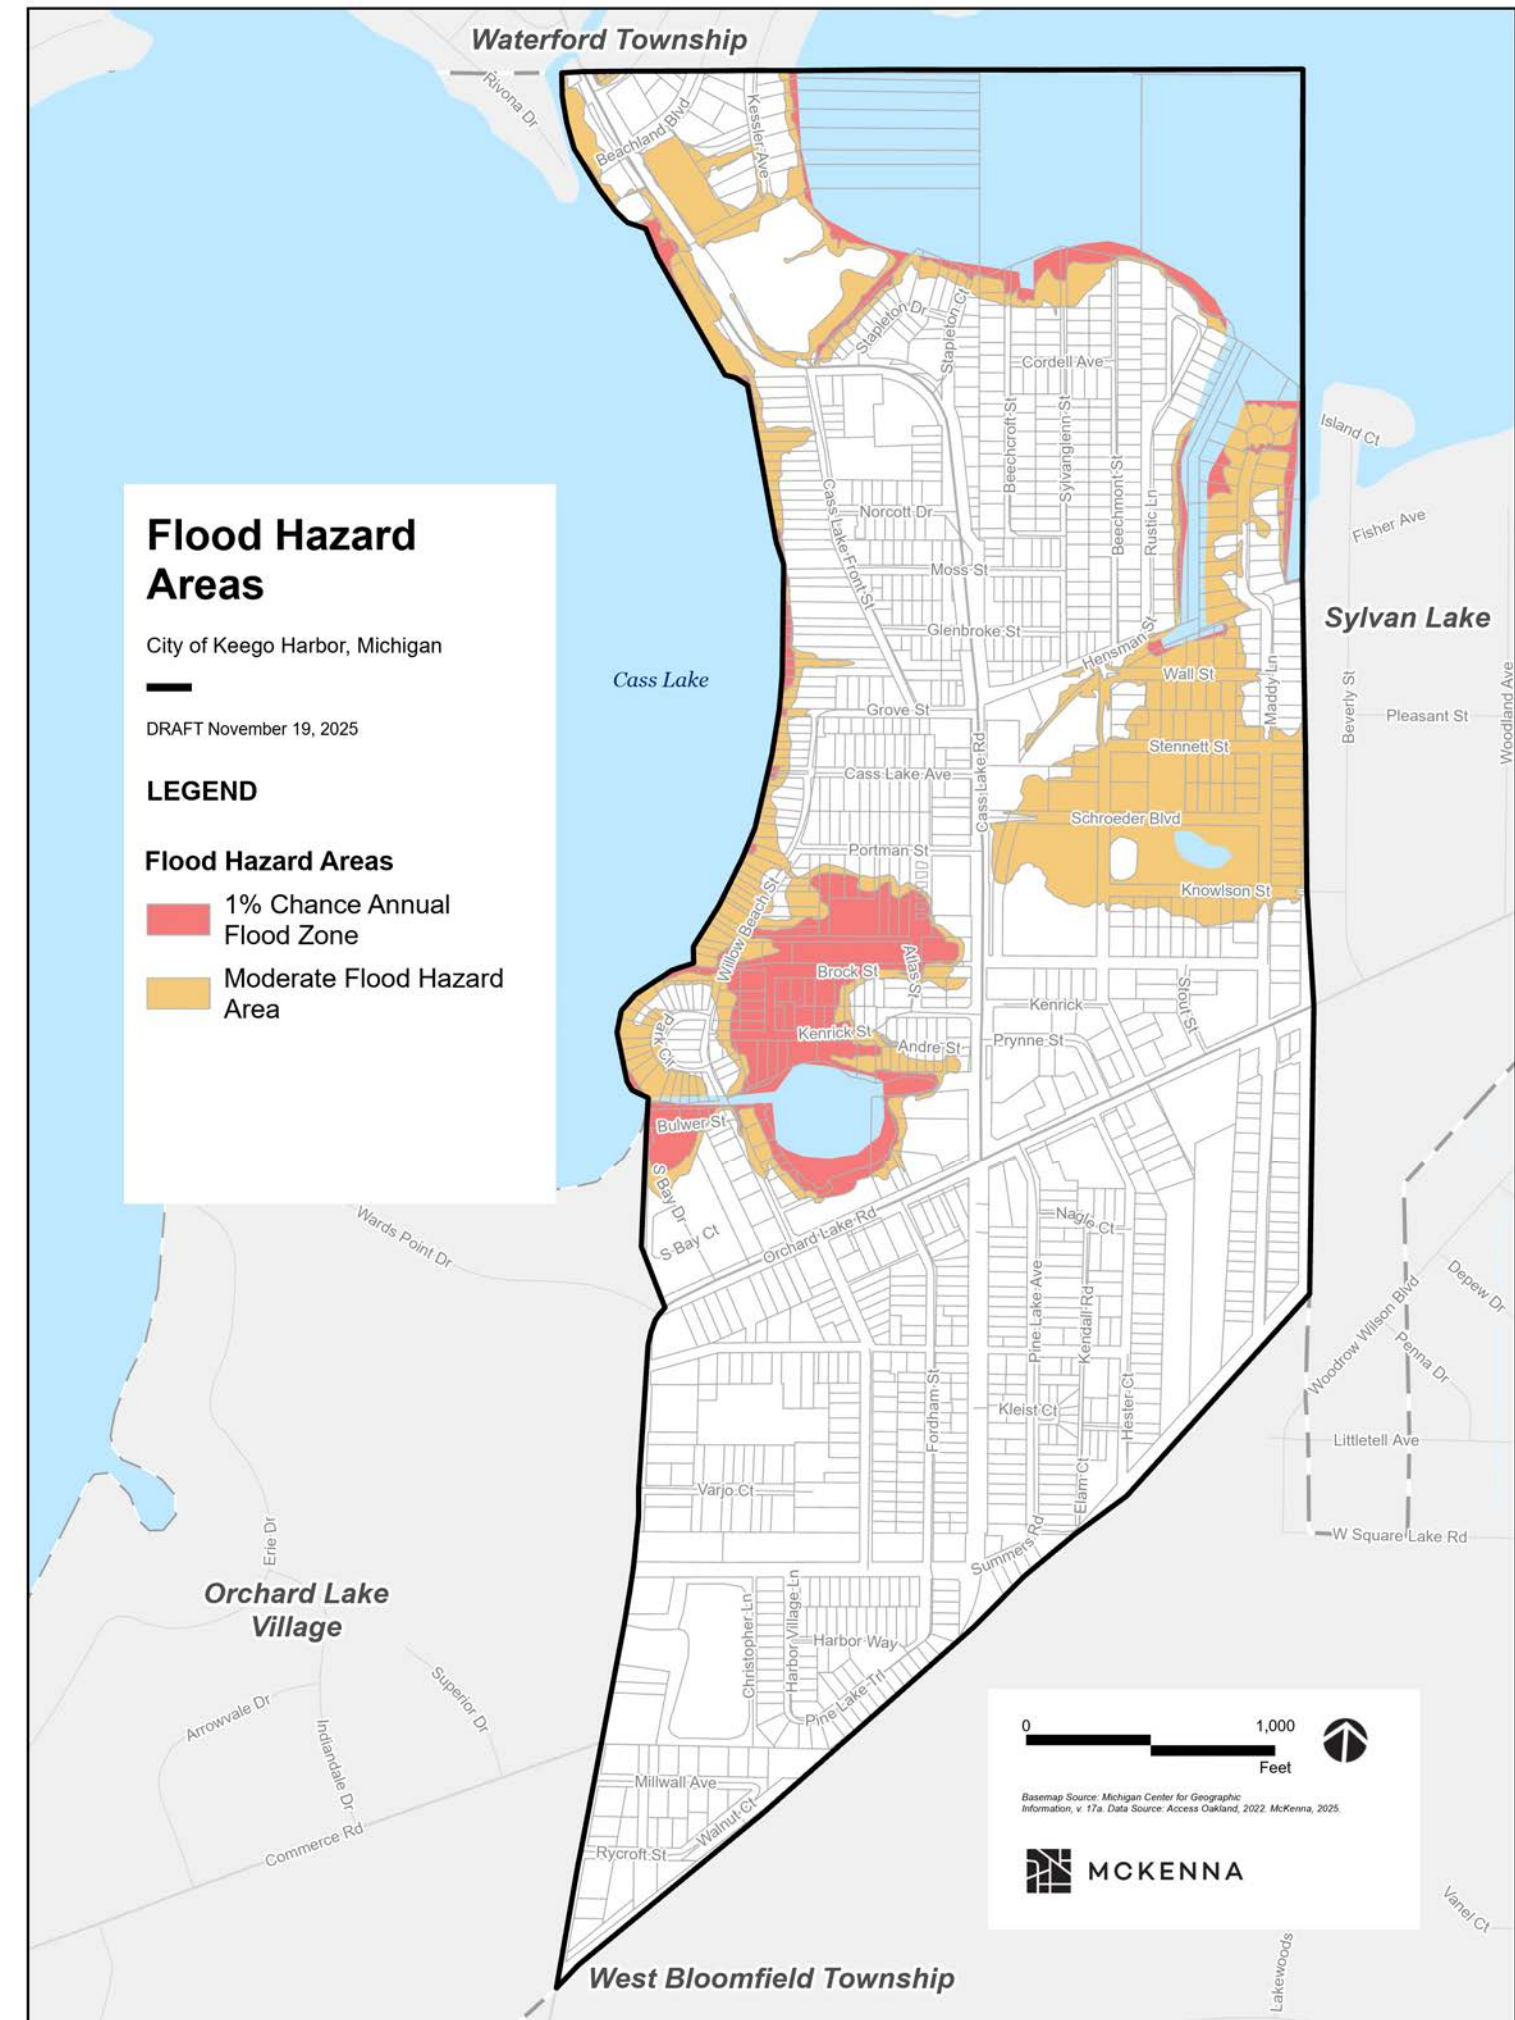 Waterford Township
Rivona Dr
Beachland Blvd
Kessler Ave
Stapleton Dr
Stapleton Ct
Cordell Ave
Beechcroft St
Sylvanglenn St
Beechmont St
Rustic Ln
Island Ct
Fisher Ave
Flood Hazard
Areas
City of Keego Harbor, Michigan
DRAFT November 19, 2025
LEGEND
Flood Hazard Areas
1% Chance Annual
Flood Zone
Moderate Flood Hazard
Area
Cass Lake
Cass Lake Front St
Norcott Dr
Moss St
Glenbroke St
Hensman St
Sylvan Lake
Wall St
Maddy Ln
Beverly St
Pleasant St
Woodland Ave
Grove St
Stennett St
Cass Lake Ave
Cass Lake Rd
Schroeder Blvd
Portman St
Knowlson St
Willow Beach St
Brock St
Atlas St
Kenrick St
Andre St
Park Cir
Kenrick
Stout St
Prynne St
Bulwer St
S Bay Dr
S Bay Ct
Orchard Lake Rd
Wards Point Dr
Nagle Ct
Pine Lake Ave
Kendall Rd
Woodrow Wilson Blvd
Depew Dr
Penna Dr
Fordham St
Kleist Ct
Hester Ct
Littletell Ave
Varjo Ct
Elam Ct
Summers Rd
W Square Lake Rd
Erie Dr
Orchard Lake
Village
Christopher Ln
Harbor Village Ln
Harbor Way
Pine Lake Trl
Superior Dr
Arrowvale Dr
Indiandale Dr
Commerce Rd
Millwall Ave
Walnut Ct
Rycroft St
0 1,000
Feet
Basemap Source: Michigan Center for Geographic
Information, v. 17a. Data Source: Access Oakland, 2022. McKenna, 2025.
MCKENNA
Vanel Ct
Lakewoods
West Bloomfield Township